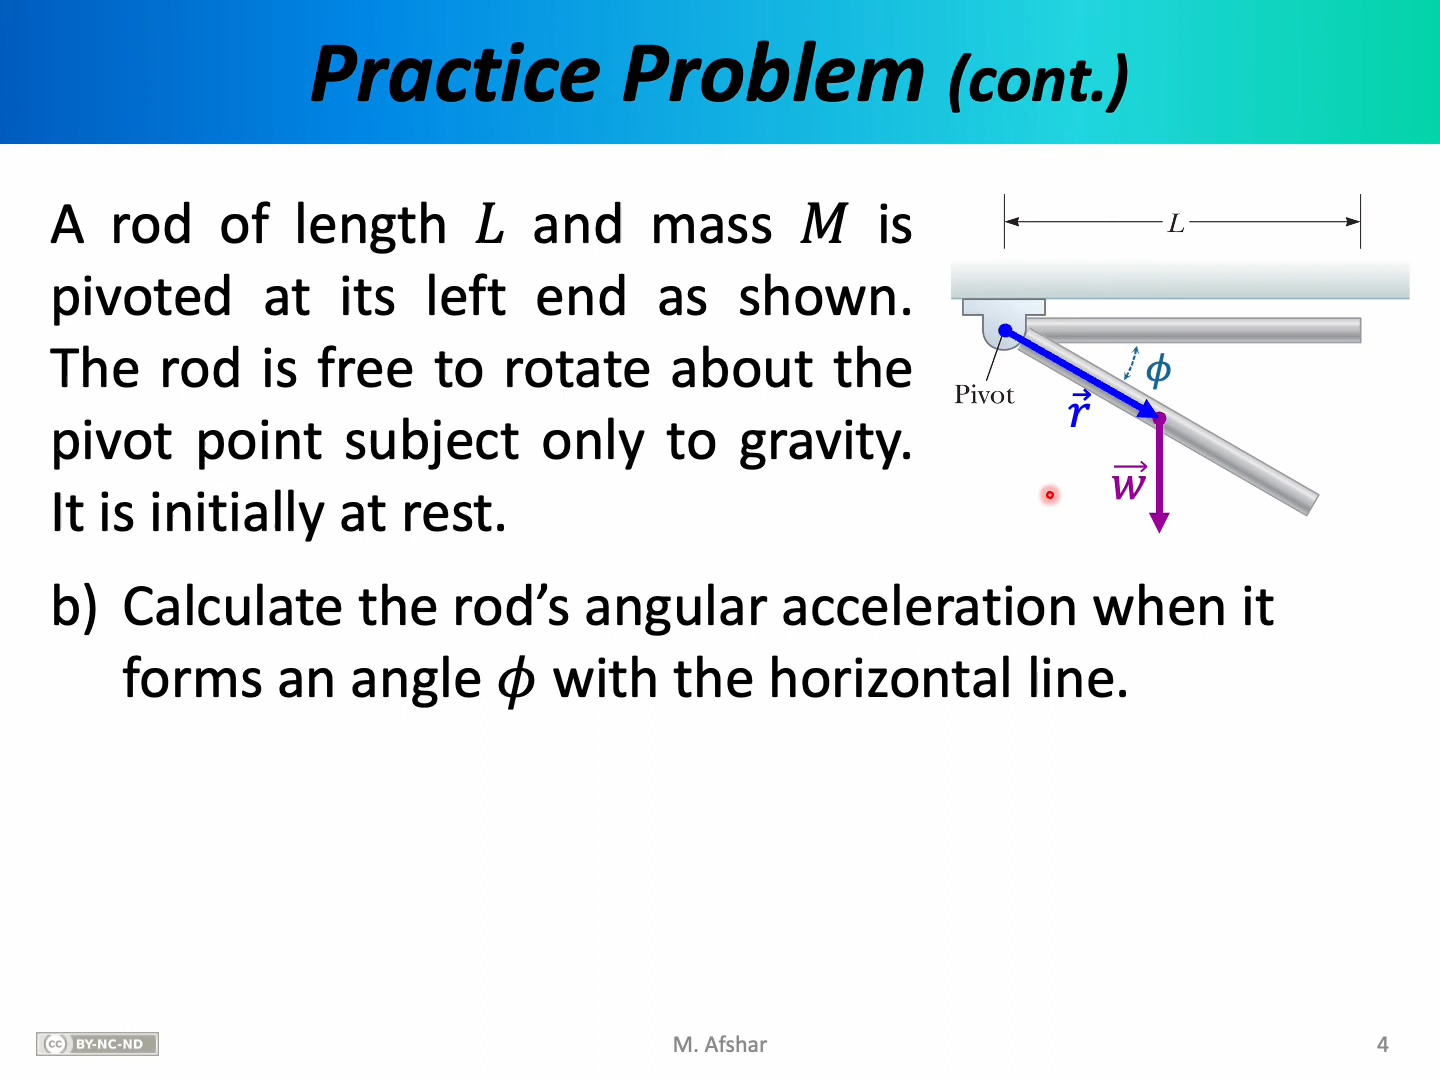 Practice Problem (cont.)
A rod of length L and mass M is
pivoted at its left end as shown.
The rod is free to rotate about the
pivot point subject only to gravity.
It is initially at rest.
L
Pivot
ϕ
r⃗
w⃗
b) Calculate the rod’s angular acceleration when it
forms an angle ϕ with the horizontal line.
cc BY-NC-ND
M. Afshar
4